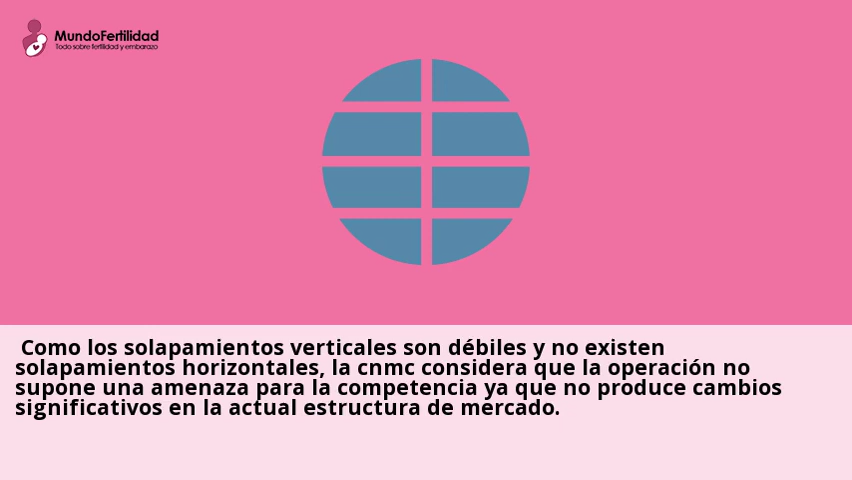 MundoFertilidad
Todo sobre fertilidad y embarazo
Como los solapamientos verticales son débiles y no existen
solapamientos horizontales, la cnmc considera que la operación no
supone una amenaza para la competencia ya que no produce cambios
significativos en la actual estructura de mercado.